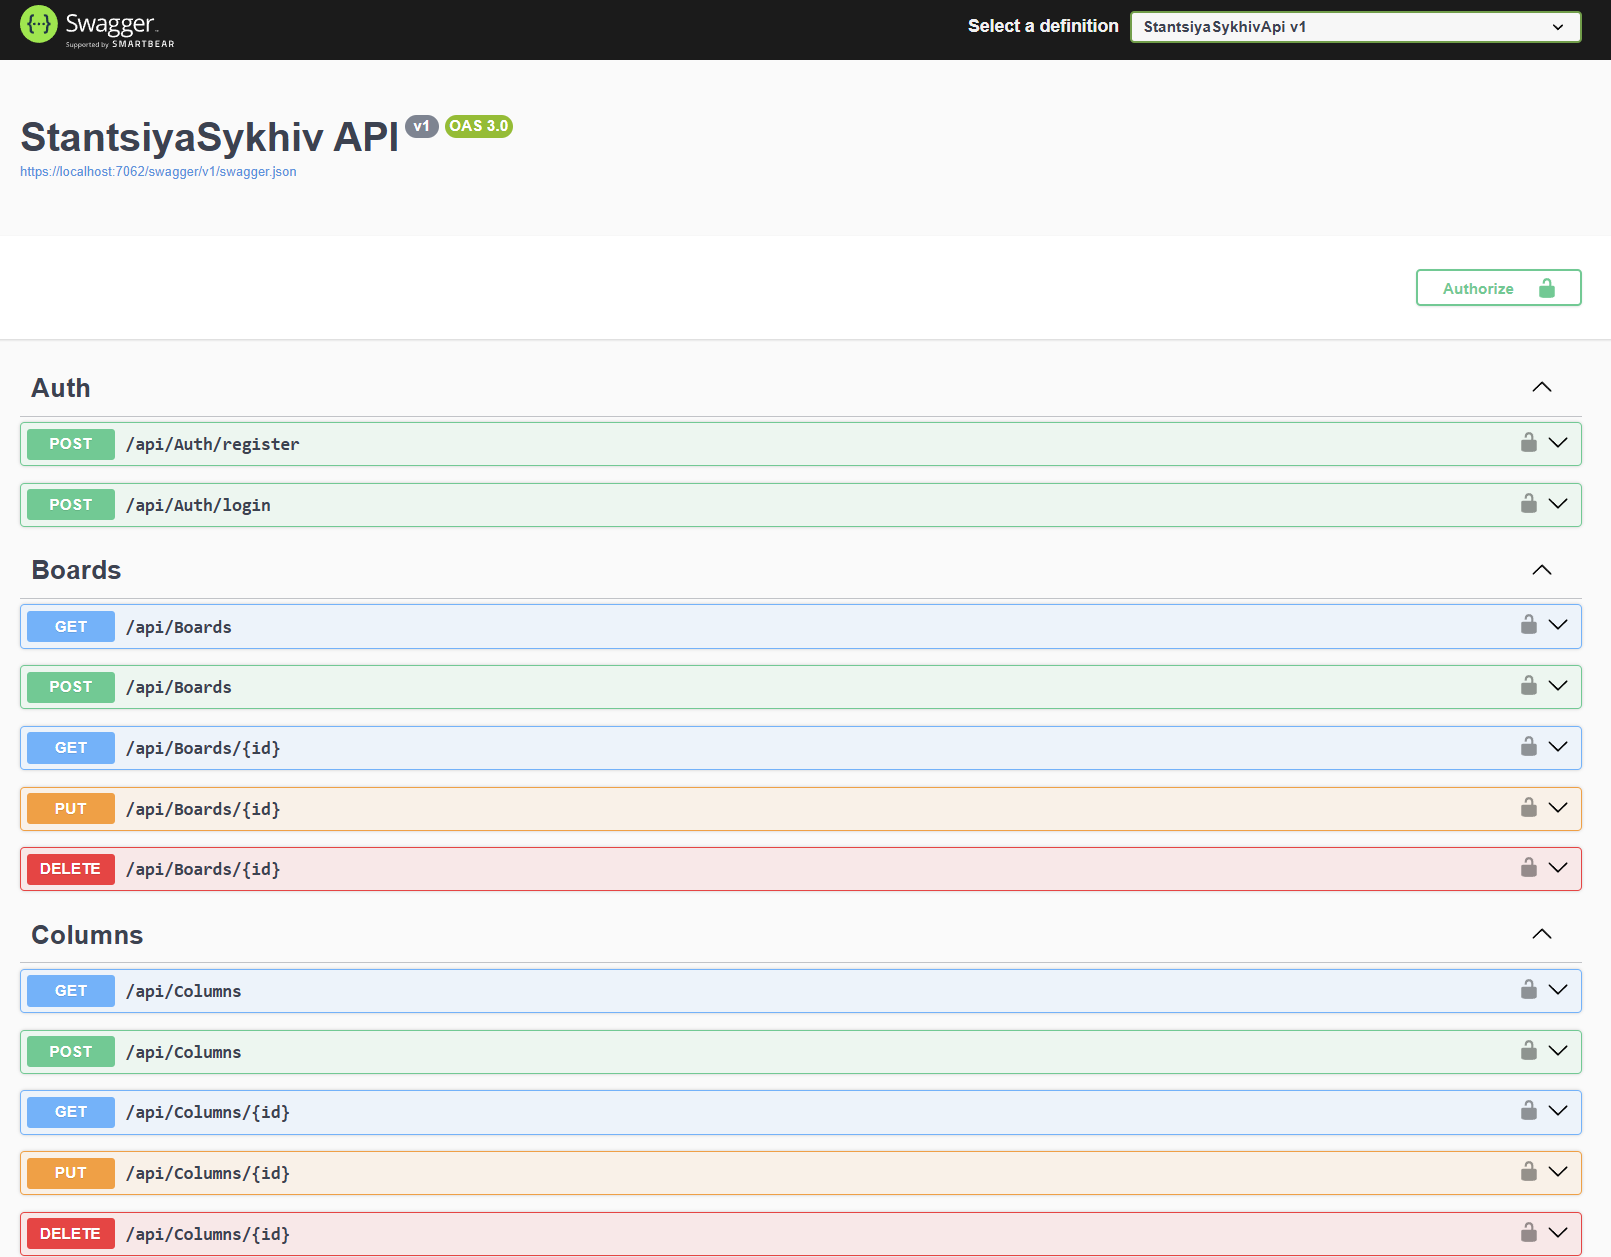 Swagger
Supported by SMARTBEAR
Select a definition
StantsiyaSykhivApi v1
StantsiyaSykhiv API v1 OAS 3.0
https://localhost:7062/swagger/v1/swagger.json
Authorize
Auth
POST /api/Auth/register
POST /api/Auth/login
Boards
GET /api/Boards
POST /api/Boards
GET /api/Boards/{id}
PUT /api/Boards/{id}
DELETE /api/Boards/{id}
Columns
GET /api/Columns
POST /api/Columns
GET /api/Columns/{id}
PUT /api/Columns/{id}
DELETE /api/Columns/{id}